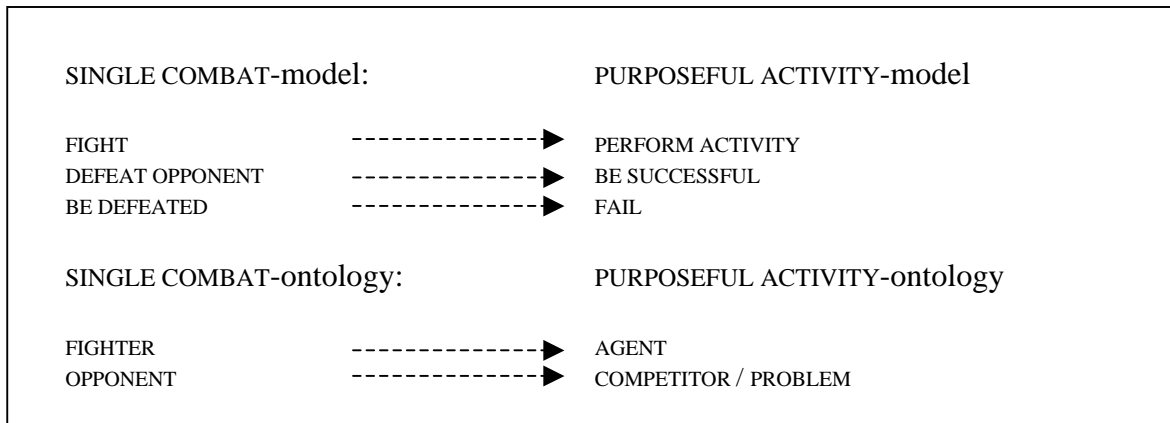 SINGLE COMBAT-model: PURPOSEFUL ACTIVITY-model
FIGHT PERFORM ACTIVITY
DEFEAT OPPONENT BE SUCCESSFUL
BE DEFEATED FAIL
SINGLE COMBAT-ontology: PURPOSEFUL ACTIVITY-ontology
FIGHTER AGENT
OPPONENT COMPETITOR / PROBLEM